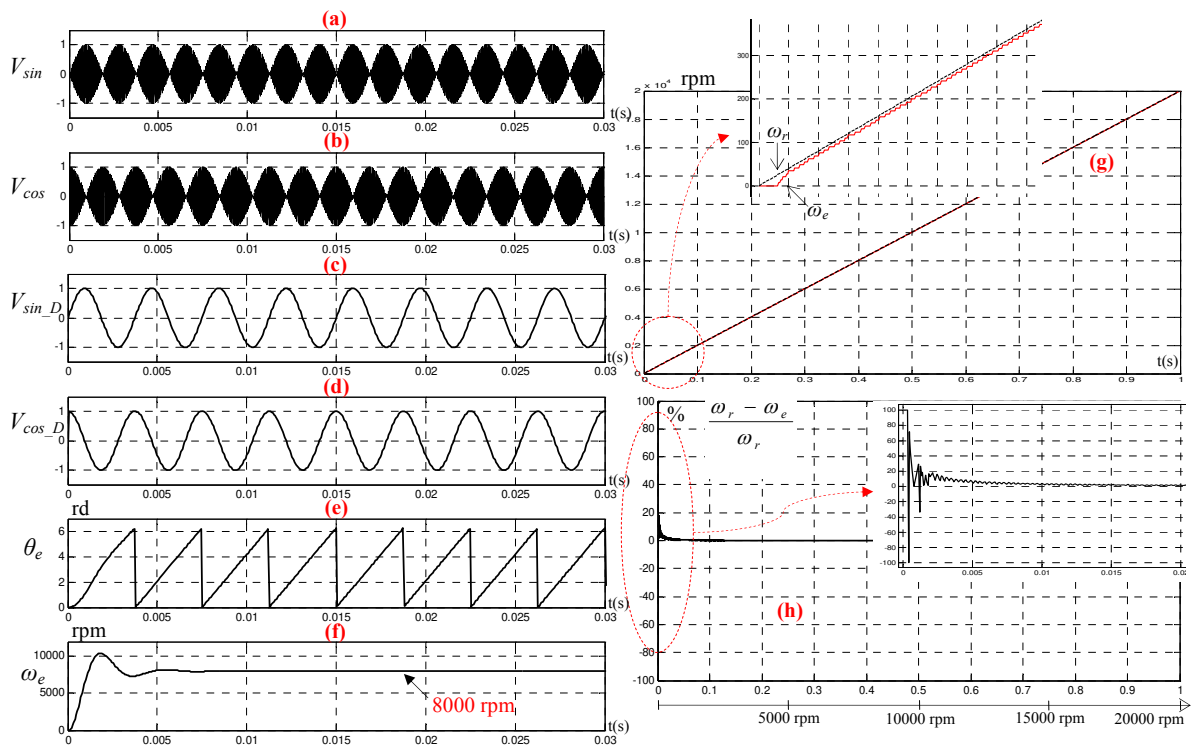 (a)
V_sin
1
0
-1
0 0.005 0.01 0.015 0.02 0.025 0.03
t(s)
(b)
V_cos
1
0
-1
0 0.005 0.01 0.015 0.02 0.025 0.03
t(s)
(c)
V_sin_D
1
0
-1
0 0.005 0.01 0.015 0.02 0.025 0.03
t(s)
(d)
V_cos_D
1
0
-1
0 0.005 0.01 0.015 0.02 0.025 0.03
t(s)
(e)
rd
θ_e
6
4
2
0
0 0.005 0.01 0.015 0.02 0.025 0.03
t(s)
(f)
rpm
ω_e
10000
5000
0
8000 rpm
0 0.005 0.01 0.015 0.02 0.025 0.03
t(s)
× 10⁴ rpm
2
1.8
1.6
1.4
1.2
1
0.8
0.6
0.4
0.2
0
300
200
100
0
ω_r
ω_e
(g)
t(s)
0.1 0.2 0.3 0.4 0.5 0.6 0.7 0.8 0.9 1
100
80
60
40
20
0
-20
-40
-60
-80
-100
% ω_r − ω_e
ω_r
100
80
60
40
20
0
-20
-40
-60
-80
-100
0 0.005 0.01 0.015 0.02
(h)
0 0.1 0.2 0.3 0.4 0.5 0.6 0.7 0.8 0.9 1
5000 rpm 10000 rpm 15000 rpm 20000 rpm